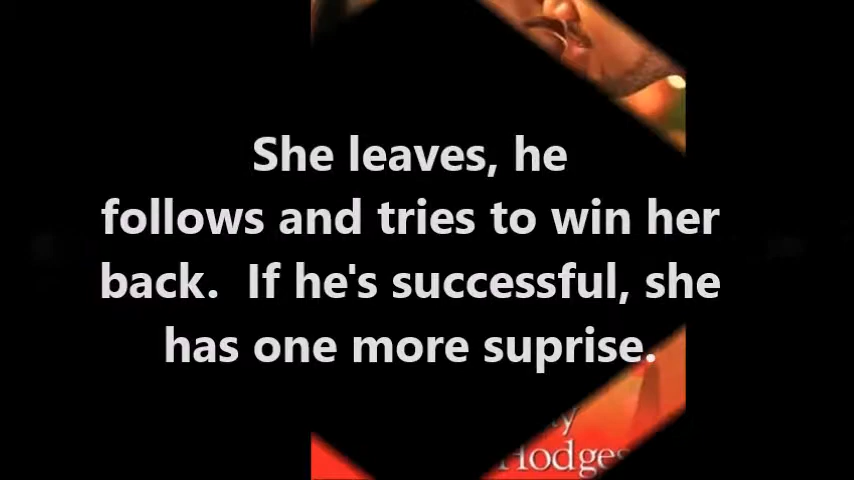 She leaves, he
follows and tries to win her
back.  If he's successful, she
has one more suprise.
ty
Hodges